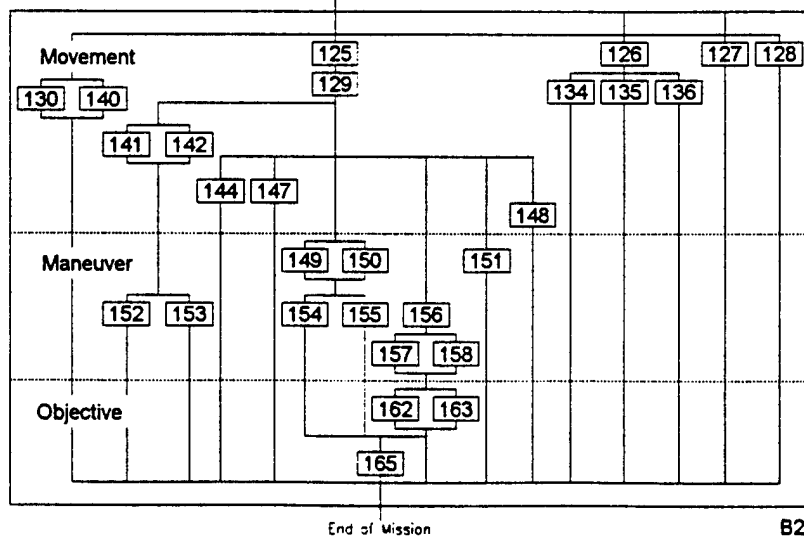 Movement 125 126 127 128
129
130 140 134 135 136
141 142
144 147
148
Maneuver 149 150 151
152 153 154 155 156
157 158
Objective 162 163
165
End of Mission
B2